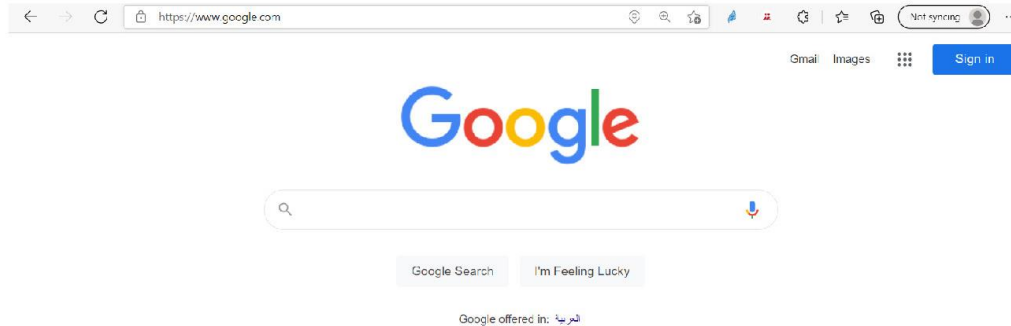 https://www.google.com
Not syncing
Gmail Images
Sign in
Google
Google Search I'm Feeling Lucky
Google offered in: العربية